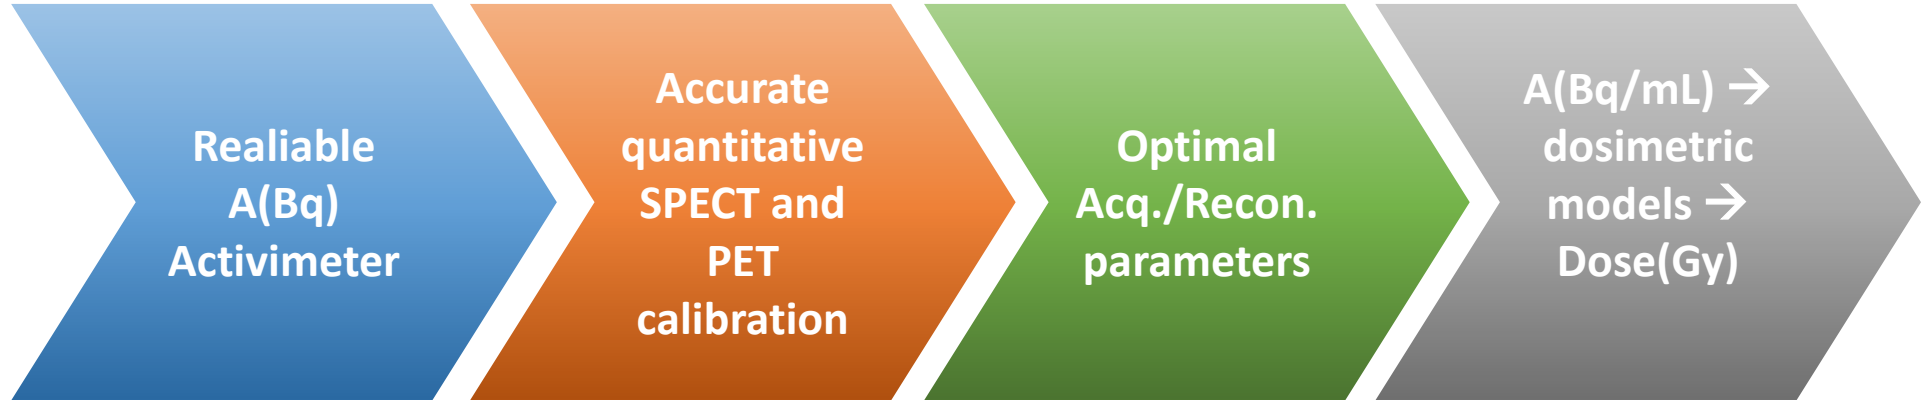 Realiable
A(Bq)
Activimeter
Accurate
quantitative
SPECT and
PET
calibration
Optimal
Acq./Recon.
parameters
A(Bq/mL) →
dosimetric
models →
Dose(Gy)